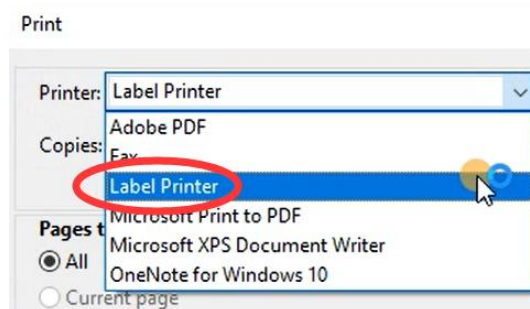 Print
Printer: Label Printer
Adobe PDF
Copies:
Fax
Label Printer
Microsoft Print to PDF
Pages t
Microsoft XPS Document Writer
All
OneNote for Windows 10
Current page